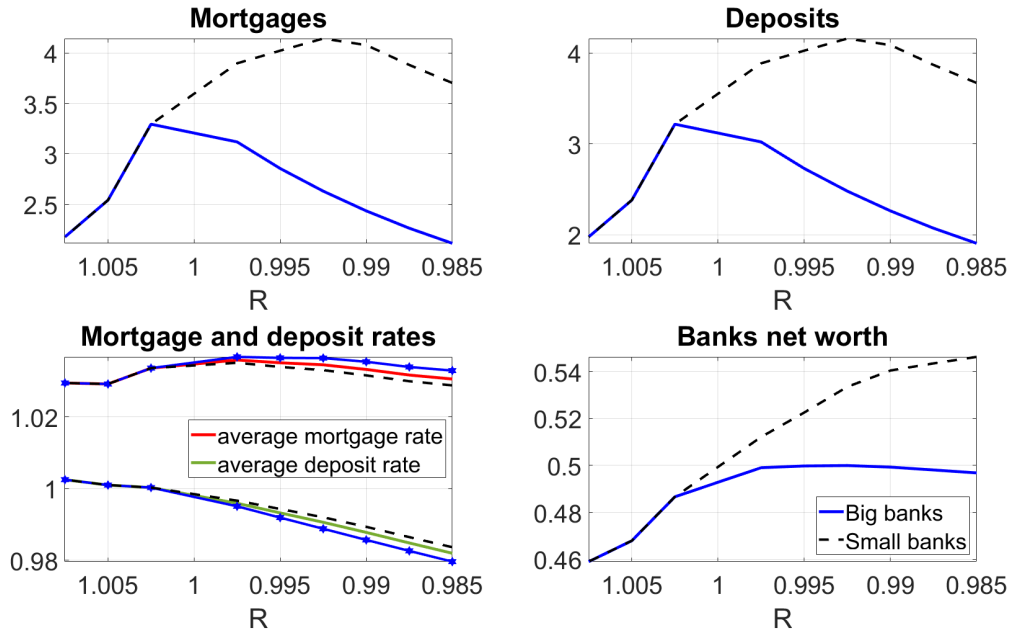 Mortgages
4
3.5
3
2.5
1.005 1 0.995 0.99 0.985
R
Deposits
4
3
2
1.005 1 0.995 0.99 0.985
R
Mortgage and deposit rates
1.02
1
0.98
average mortgage rate
average deposit rate
1.005 1 0.995 0.99 0.985
R
Banks net worth
0.54
0.52
0.5
0.48
0.46
Big banks
Small banks
1.005 1 0.995 0.99 0.985
R